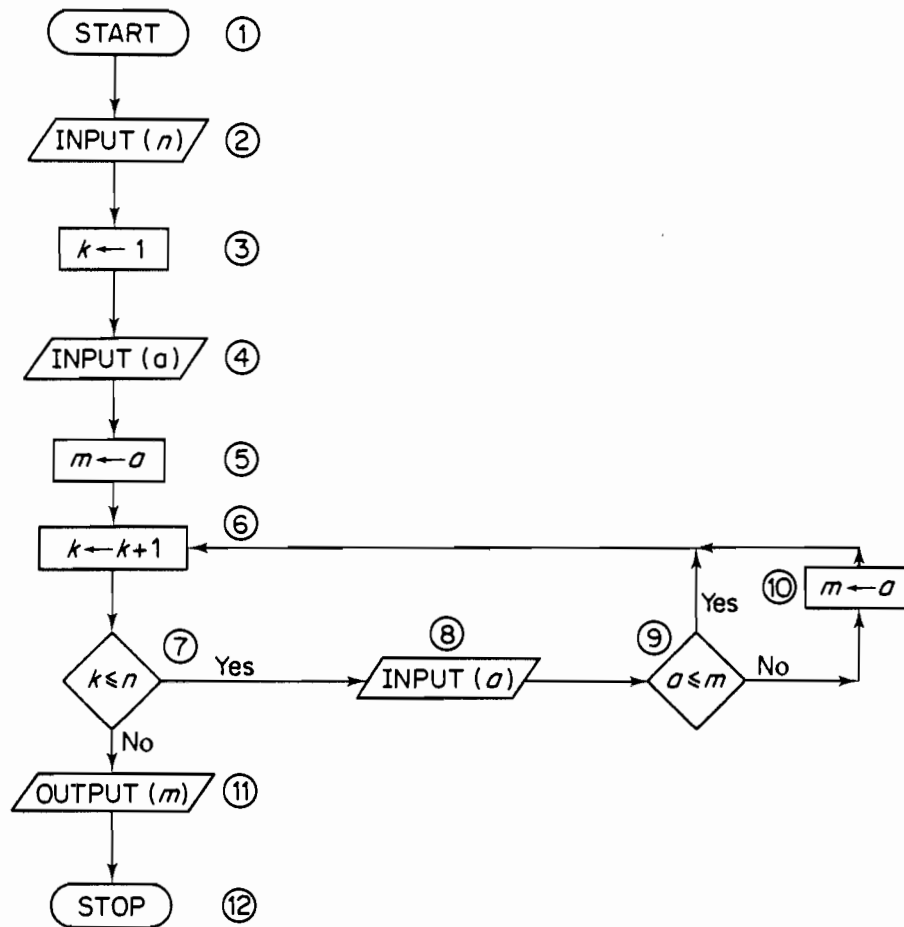 START ①
INPUT (n) ②
k ← 1 ③
INPUT (a) ④
m ← a ⑤
⑥
k ← k+1
⑩ m ← a
Yes
⑦ ⑧ ⑨
k ≤ n Yes INPUT (a) a ≤ m No
No
OUTPUT (m) ⑪
STOP ⑫